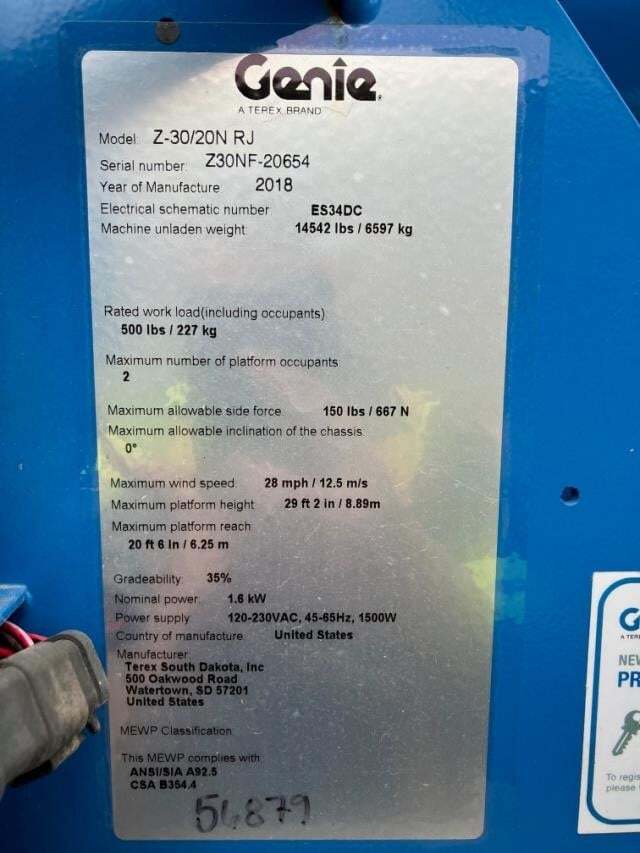 Genie
A TEREX BRAND
Model: Z-30/20N RJ
Serial number: Z30NF-20654
Year of Manufacture 2018
Electrical schematic number ES34DC
Machine unladen weight 14542 lbs / 6597 kg
Rated work load(including occupants)
500 lbs / 227 kg
Maximum number of platform occupants
2
Maximum allowable side force 150 lbs / 667 N
Maximum allowable inclination of the chassis:
0°
Maximum wind speed: 28 mph / 12.5 m/s
Maximum platform height 29 ft 2 in / 8.89m
Maximum platform reach
20 ft 6 in / 6.25 m
Gradeability: 35%
Nominal power: 1.6 kW
Power supply: 120-230VAC, 45-65Hz, 1500W
Country of manufacture United States
Manufacturer:
Terex South Dakota, Inc
500 Oakwood Road
Watertown, SD 57201
United States
MEWP Classification:
This MEWP complies with:
ANSI/SIA A92.5
CSA B354.4
G
A TERE
NEW
PR
To regis
please